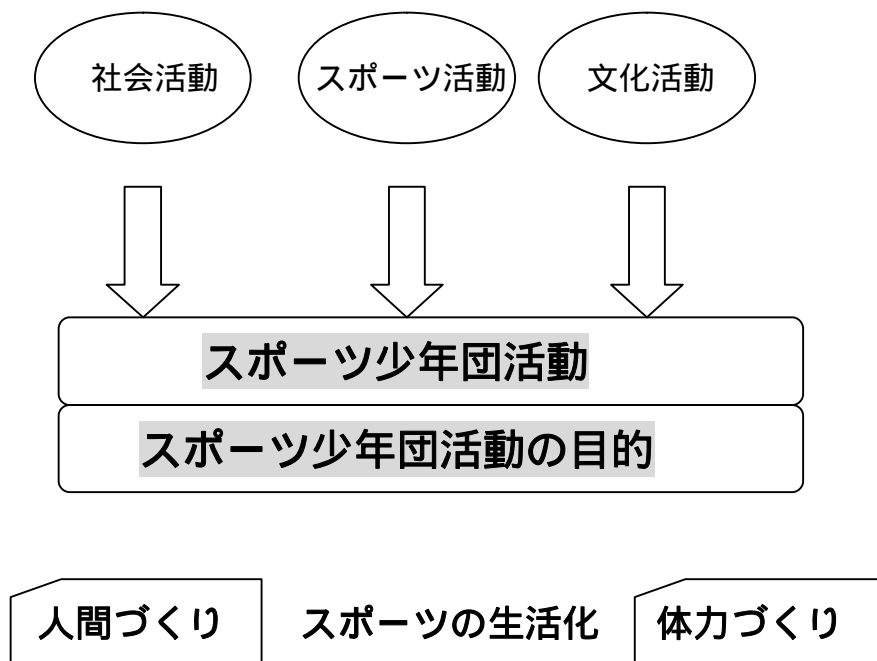 社会活動 スポーツ活動 文化活動
スポーツ少年団活動
スポーツ少年団活動の目的
人間づくり スポーツの生活化 体力づくり